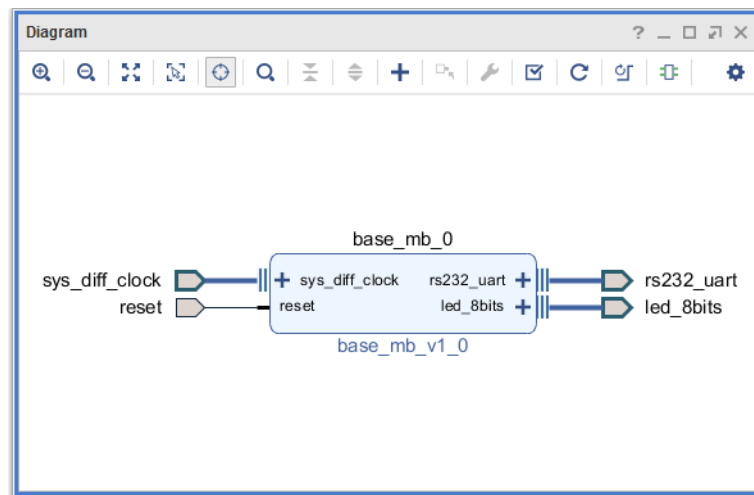 Diagram
base_mb_0
sys_diff_clock sys_diff_clock rs232_uart rs232_uart
reset reset led_8bits led_8bits
base_mb_v1_0